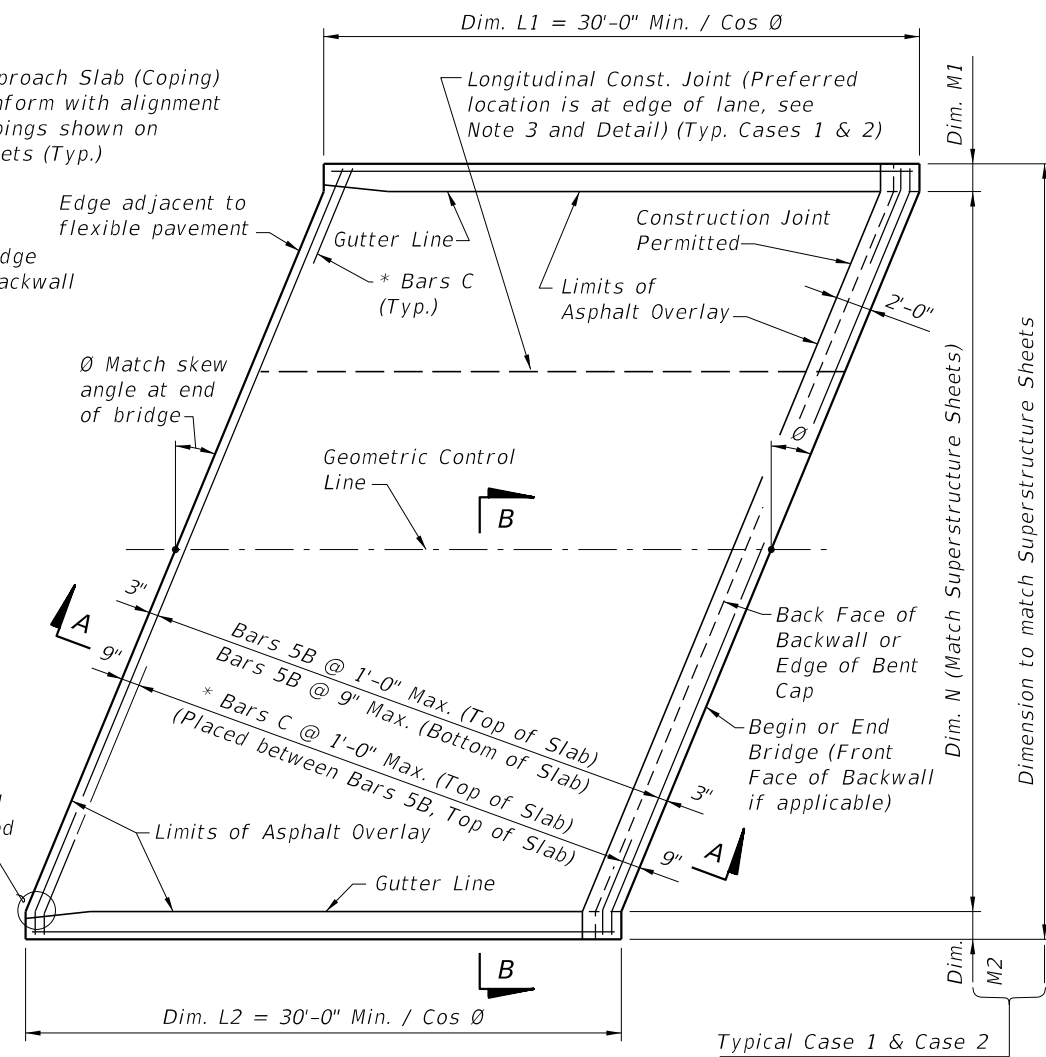 Dim. L1 = 30'-0" Min. / Cos Ø
proach Slab (Coping)
nform with alignment
pings shown on
ets (Typ.)
Longitudinal Const. Joint (Preferred
location is at edge of lane, see
Note 3 and Detail) (Typ. Cases 1 & 2)
Dim. M1
Edge adjacent to
flexible pavement
Gutter Line
Construction Joint
Permitted
dge
ackwall
* Bars C
(Typ.)
Limits of
Asphalt Overlay
2'-0"
Ø Match skew
angle at end
of bridge
Ø
Geometric Control
Line
B
Dim. N (Match Superstructure Sheets)
Dimension to match Superstructure Sheets
3"
A
9"
Bars 5B @ 1'-0" Max. (Top of Slab)
Bars 5B @ 9" Max. (Bottom of Slab)
* Bars C @ 1'-0" Max. (Top of Slab)
(Placed between Bars 5B, Top of Slab)
Back Face of
Backwall or
Edge of Bent
Cap
Begin or End
Bridge (Front
Face of Backwall
if applicable)
3"
9"
A
ed
Limits of Asphalt Overlay
Gutter Line
B
Dim.
M2
Dim. L2 = 30'-0" Min. / Cos Ø
Typical Case 1 & Case 2